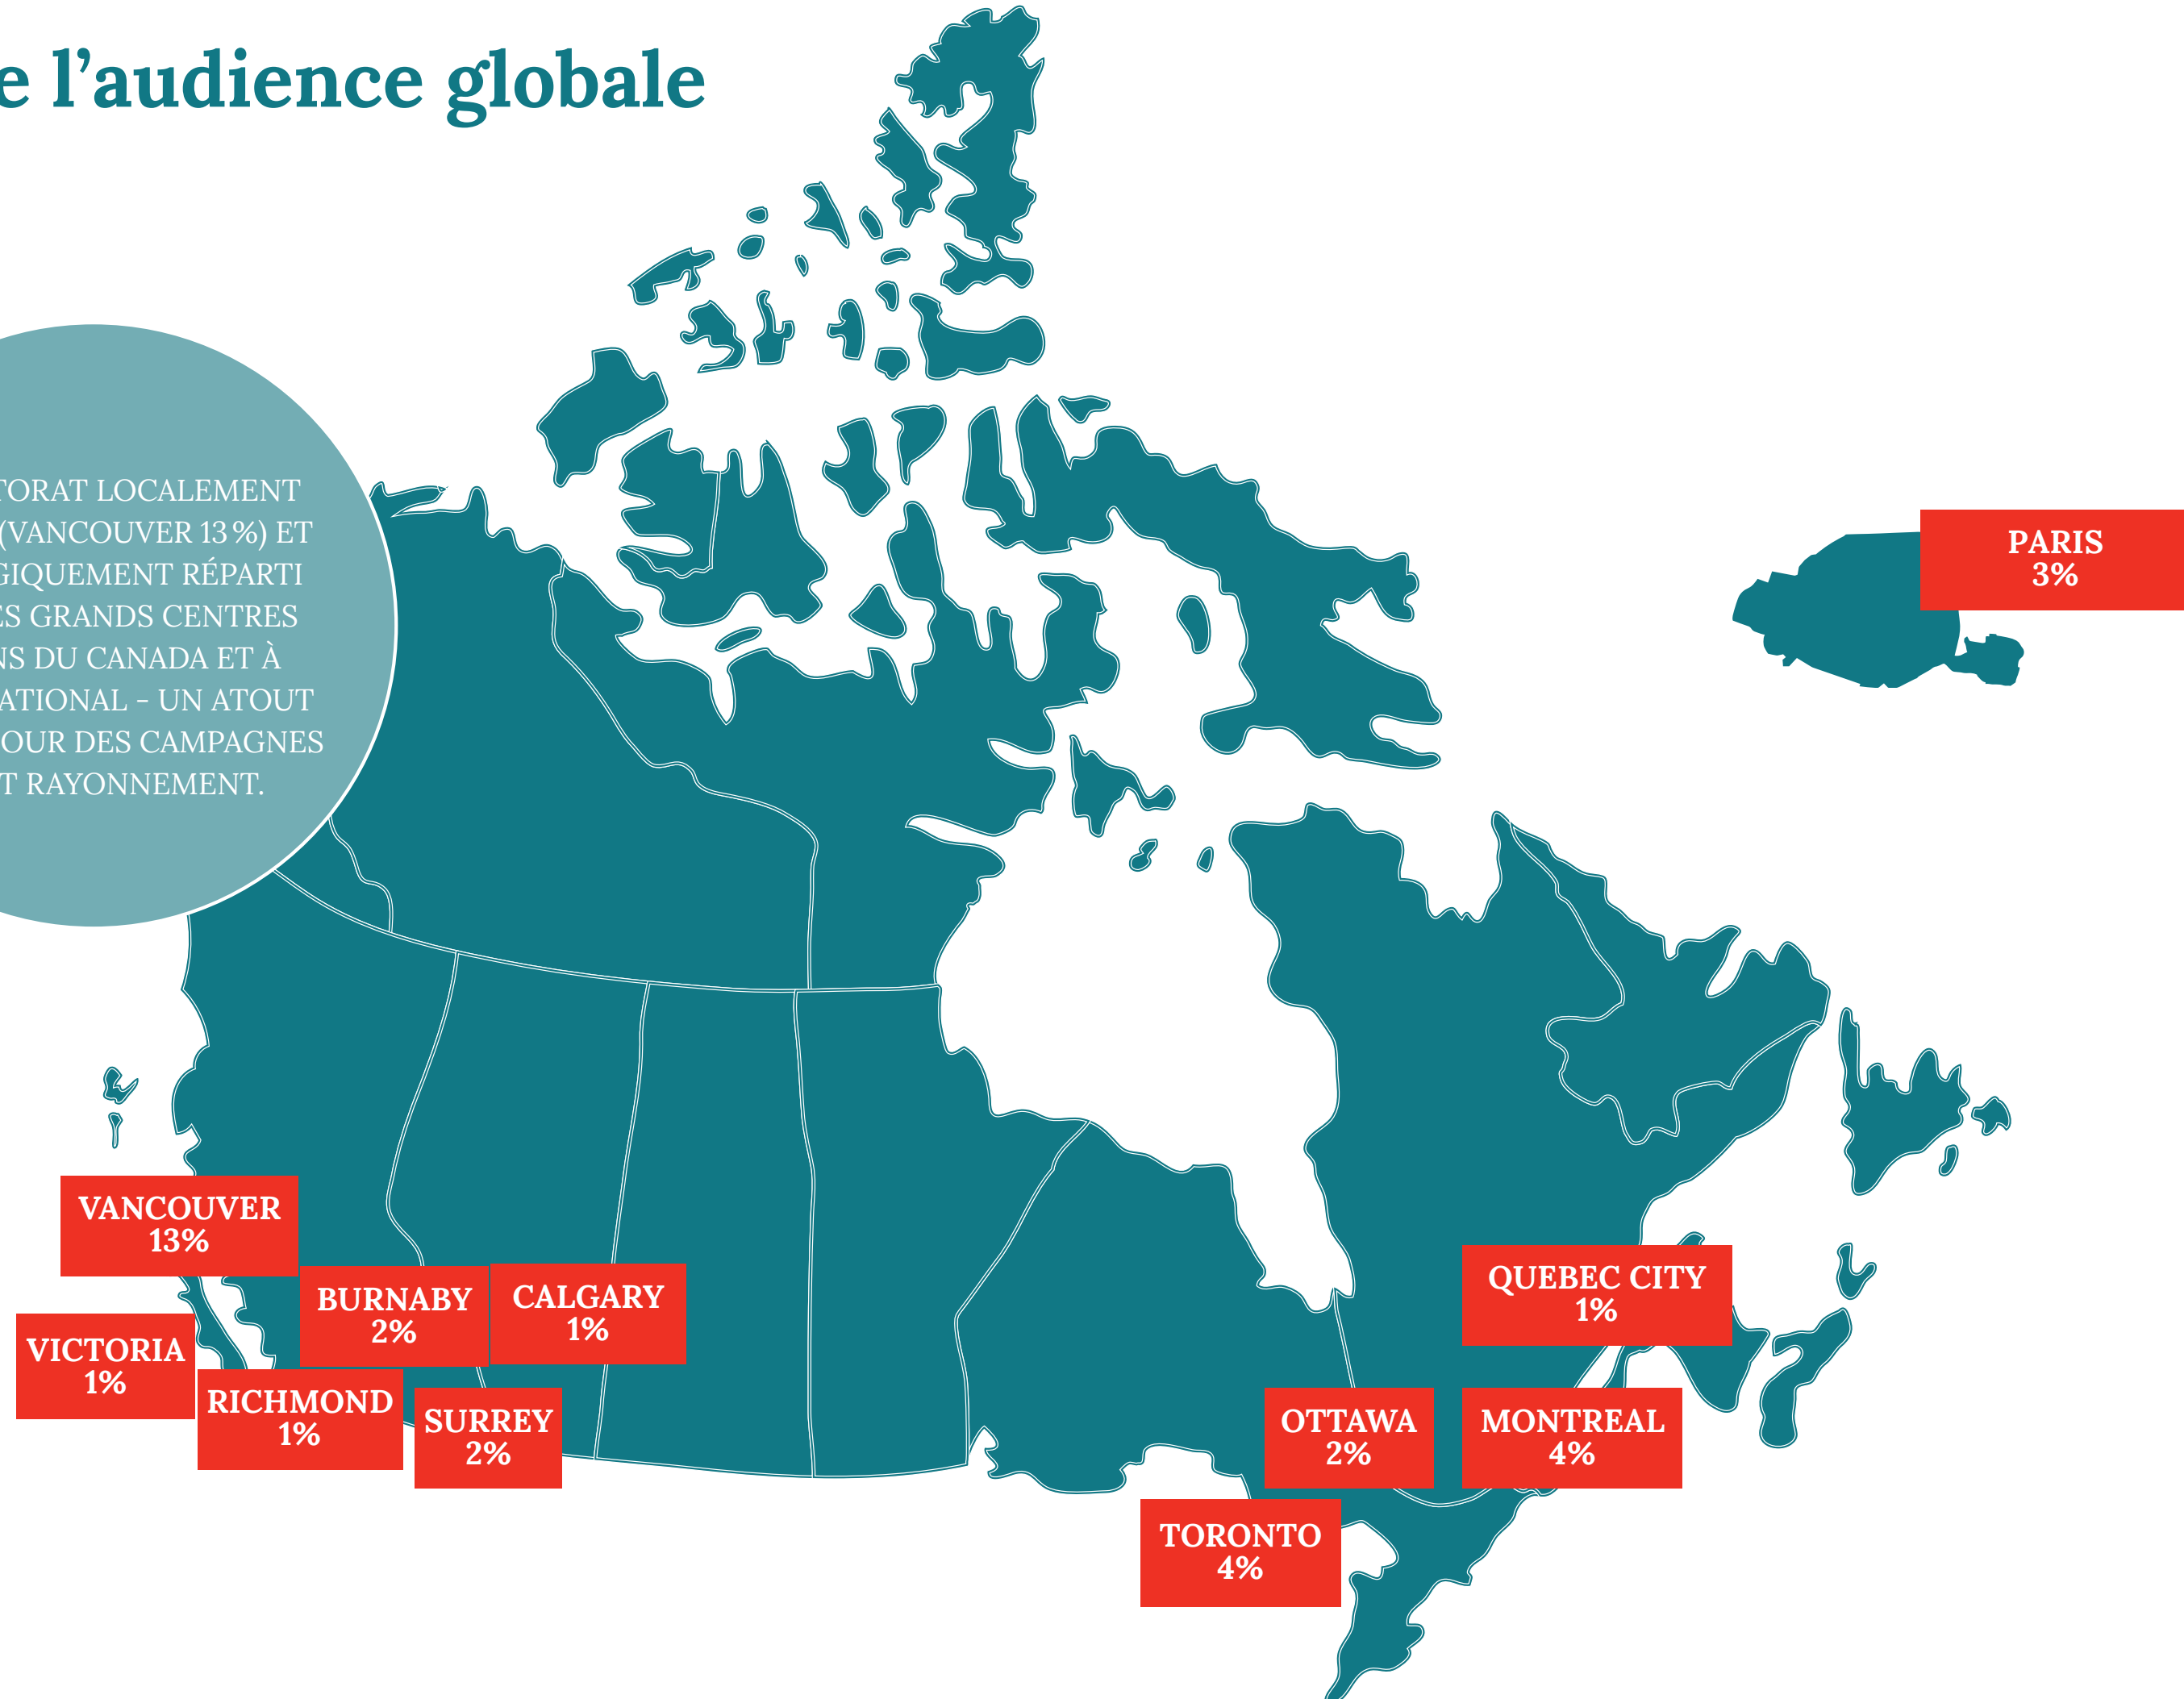 e l’audience globale
TORAT LOCALEMENT
(VANCOUVER 13 %) ET
GIQUEMENT RÉPARTI
ES GRANDS CENTRES
NS DU CANADA ET À
ATIONAL – UN ATOUT
OUR DES CAMPAGNES
T RAYONNEMENT.
PARIS
3%
VANCOUVER
13%
BURNABY
2%
CALGARY
1%
VICTORIA
1%
RICHMOND
1%
SURREY
2%
QUEBEC CITY
1%
OTTAWA
2%
MONTREAL
4%
TORONTO
4%